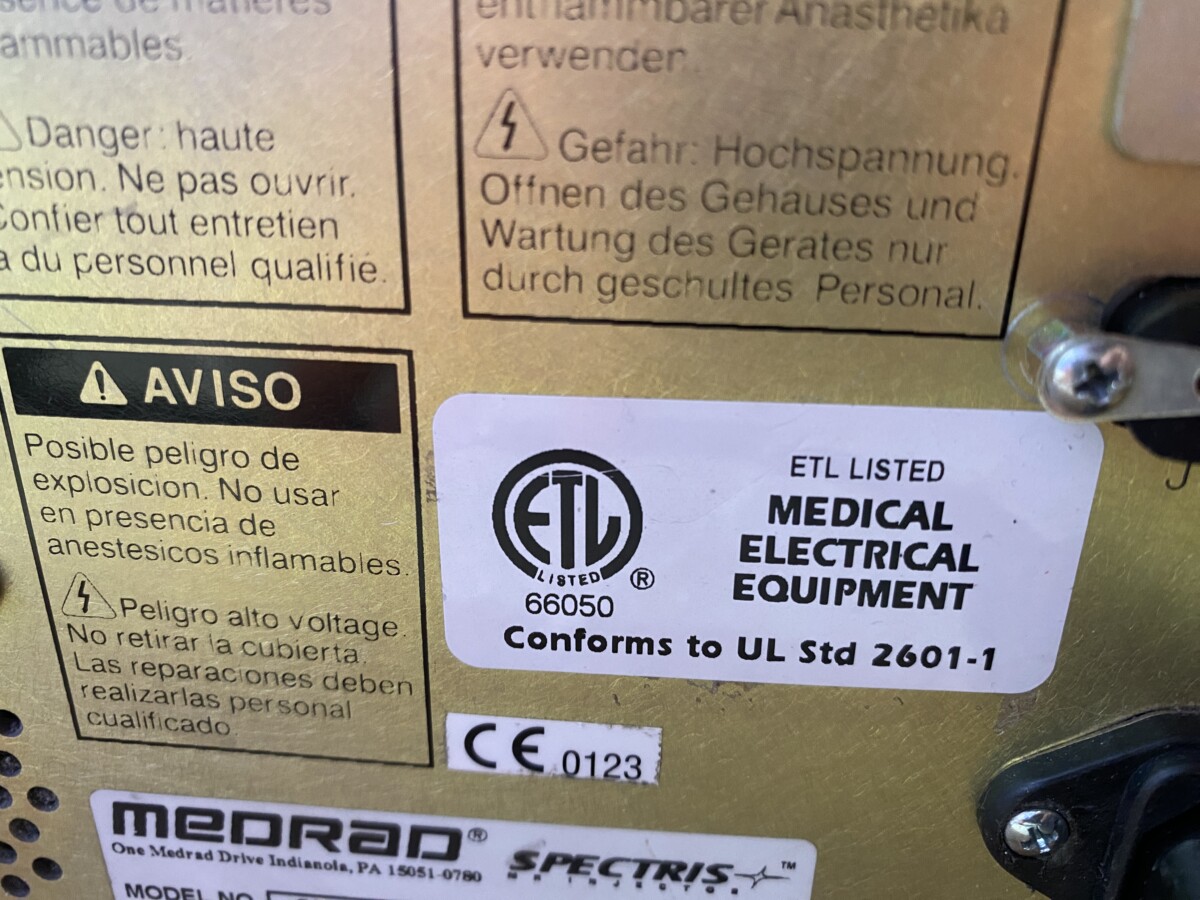 ammables.
Danger: haute
Ne pas ouvrir.
Confier tout entretien
a du personnel qualifié.
entflammbarer Anasthetika
verwenden
Gefahr: Hochspannung.
Offnen des Gehauses und
Wartung des Gerates nur
durch geschultes Personal.
AVISO
Posible peligro de
explosicion. No usar
en presencia de
anestesicos inflamables.
Peligro alto voltage.
No retirar la cubierta.
Las reparaciones deben
realizarlas personal
cualificado.
ETL
LISTED
®
66050
ETL LISTED
MEDICAL
ELECTRICAL
EQUIPMENT
Conforms to UL Std 2601-1
CE 0123
MEDRAD®
One Medrad Drive Indianola, PA 15051-0780
SPECTRIS™
MR INJECTOR
MODEL NO